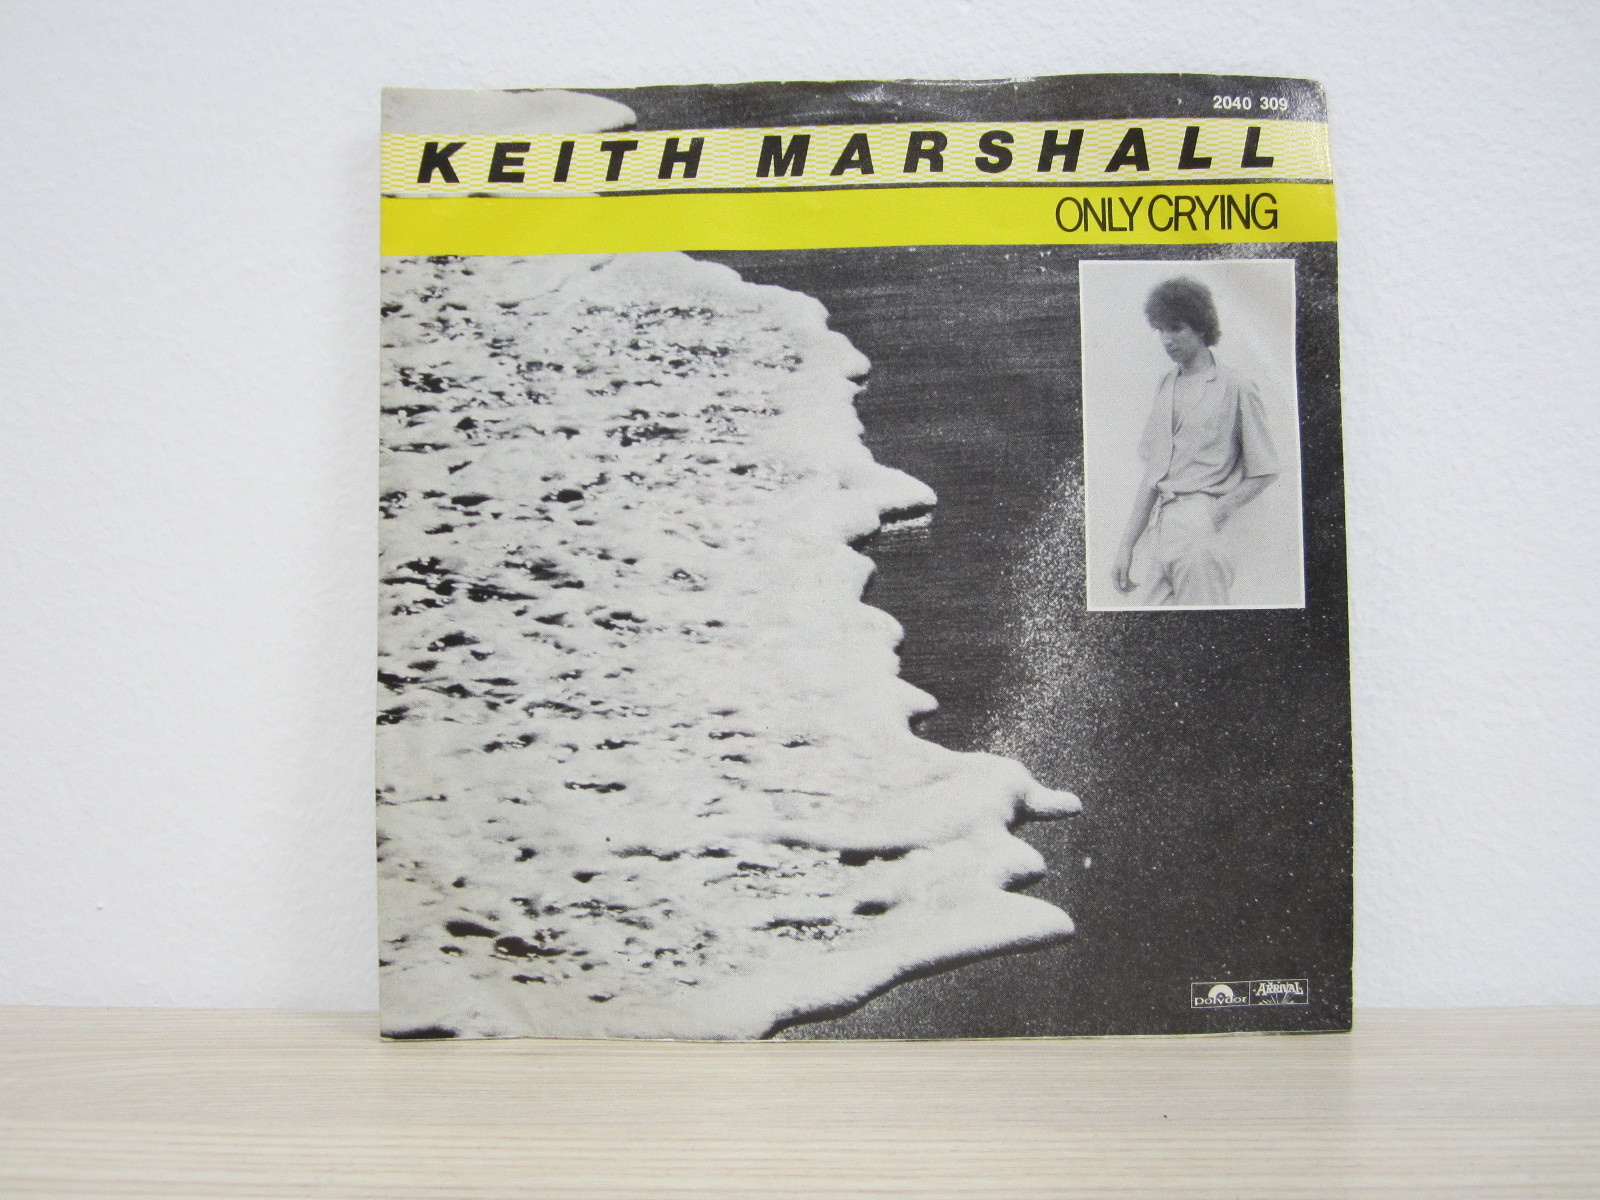 2040 309
KEITH MARSHALL
ONLY CRYING
polydor
ARRIVAL